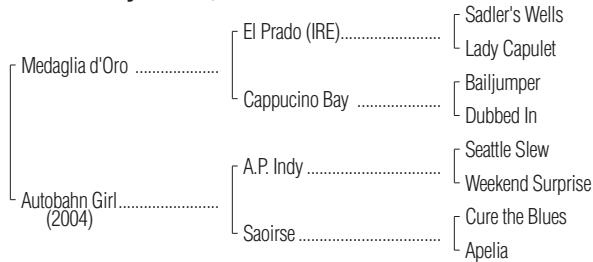 Sadler's Wells
El Prado (IRE)....................
Lady Capulet
Medaglia d'Oro ....................
Bailjumper
Cappucino Bay ....................
Dubbed In
Seattle Slew
A.P. Indy ................................
Weekend Surprise
Autobahn Girl........................
(2004)
Cure the Blues
Saoirse ..................................
Apelia